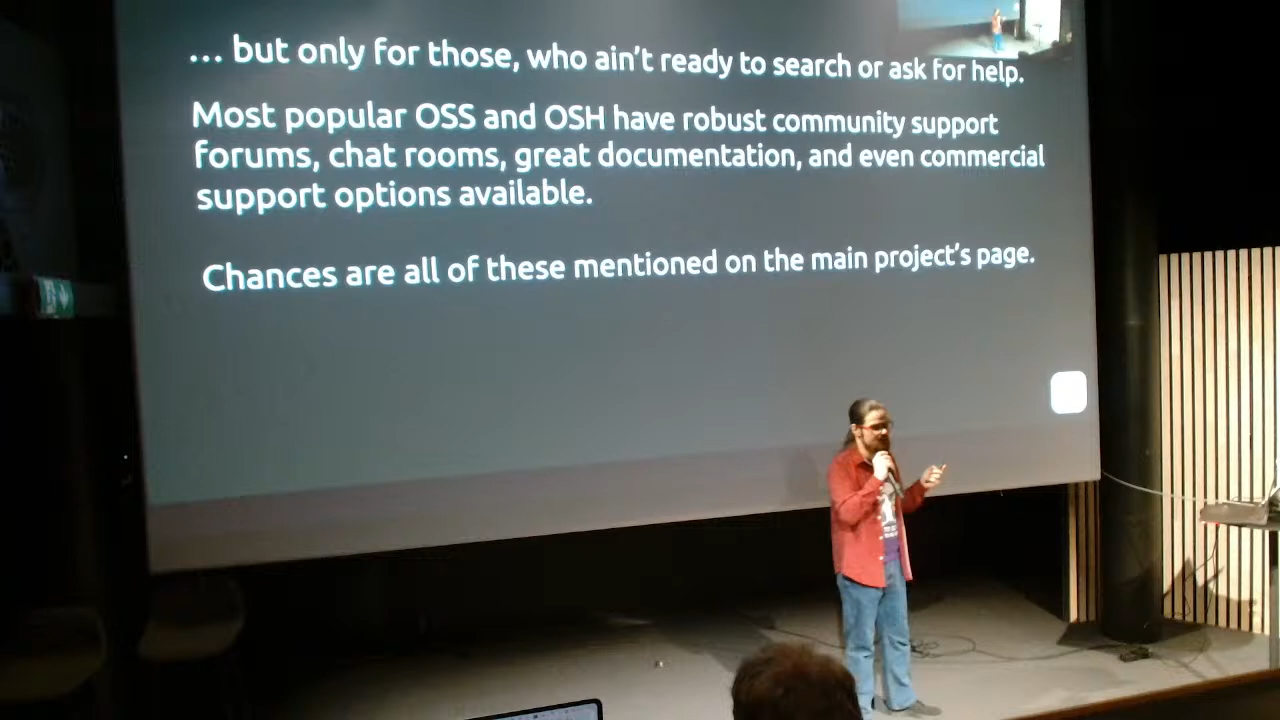 ... but only for those, who ain't ready to search or ask for help.
Most popular OSS and OSH have robust community support
forums, chat rooms, great documentation, and even commercial
support options available.
Chances are all of these mentioned on the main project's page.